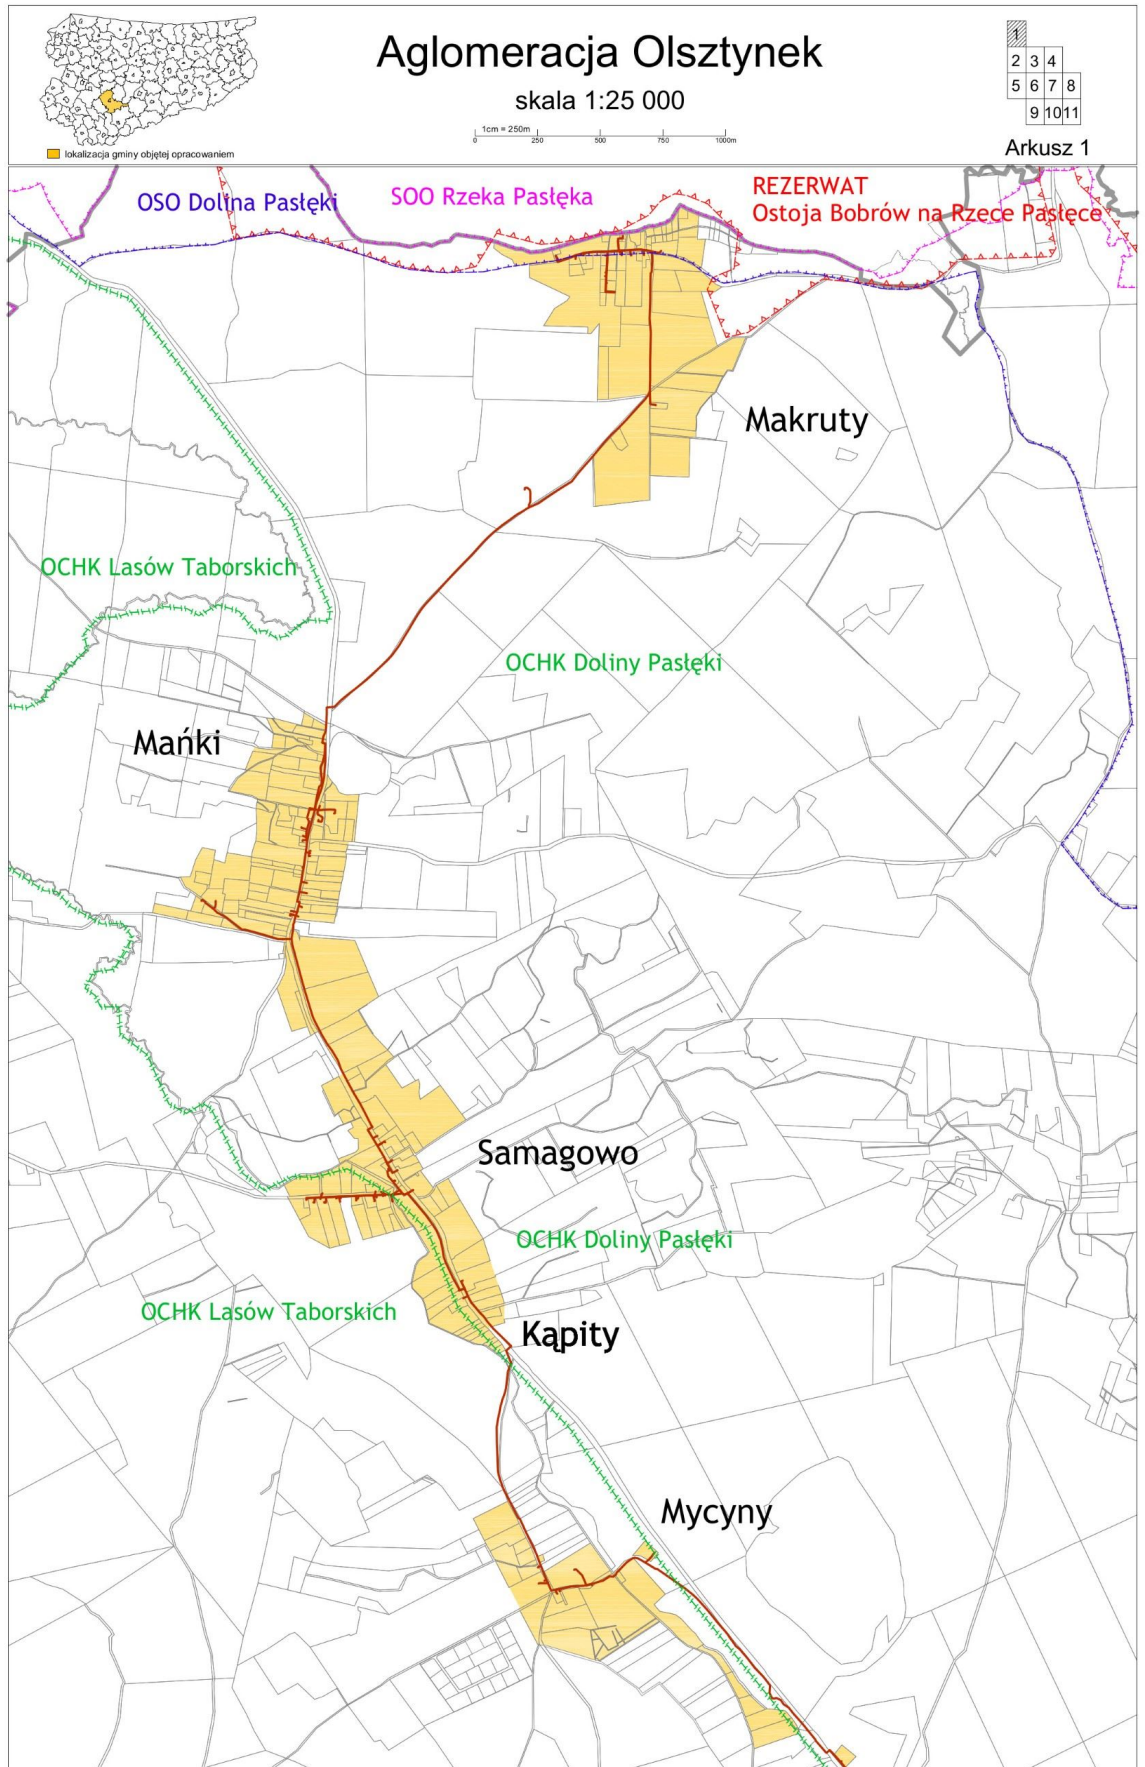 Aglomeracja Olsztynek
skala 1:25 000
1cm = 250m
0 250 500 750 1000m
lokalizacja gminy objętej opracowaniem
1
2 3 4
5 6 7 8
9 10 11
Arkusz 1
OSO Dolina Pasłęki
SOO Rzeka Pasłęka
REZERWAT
Ostoja Bobrów na Rzece Pasłęce
Makruty
OCHK Lasów Taborskich
OCHK Doliny Pasłęki
Mańki
Samagowo
OCHK Doliny Pasłęki
OCHK Lasów Taborskich
Kąpity
Mycyny